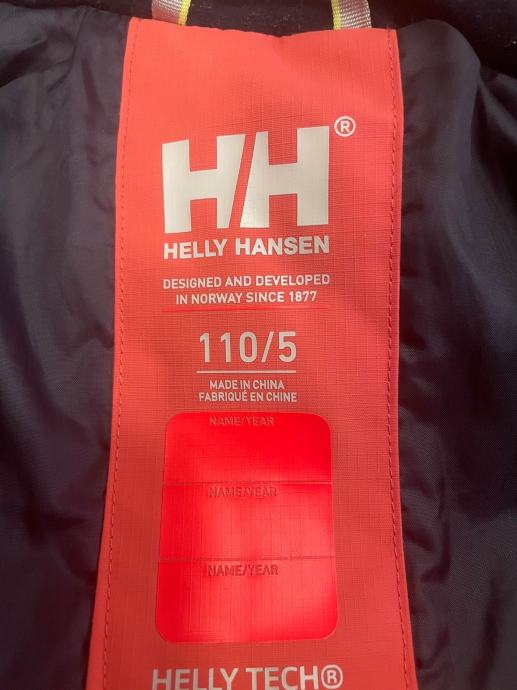 HH®
HELLY HANSEN
DESIGNED AND DEVELOPED
IN NORWAY SINCE 1877
110/5
MADE IN CHINA
FABRIQUÉ EN CHINE
NAME/YEAR
NAME/YEAR
NAME/YEAR
HELLY TECH®